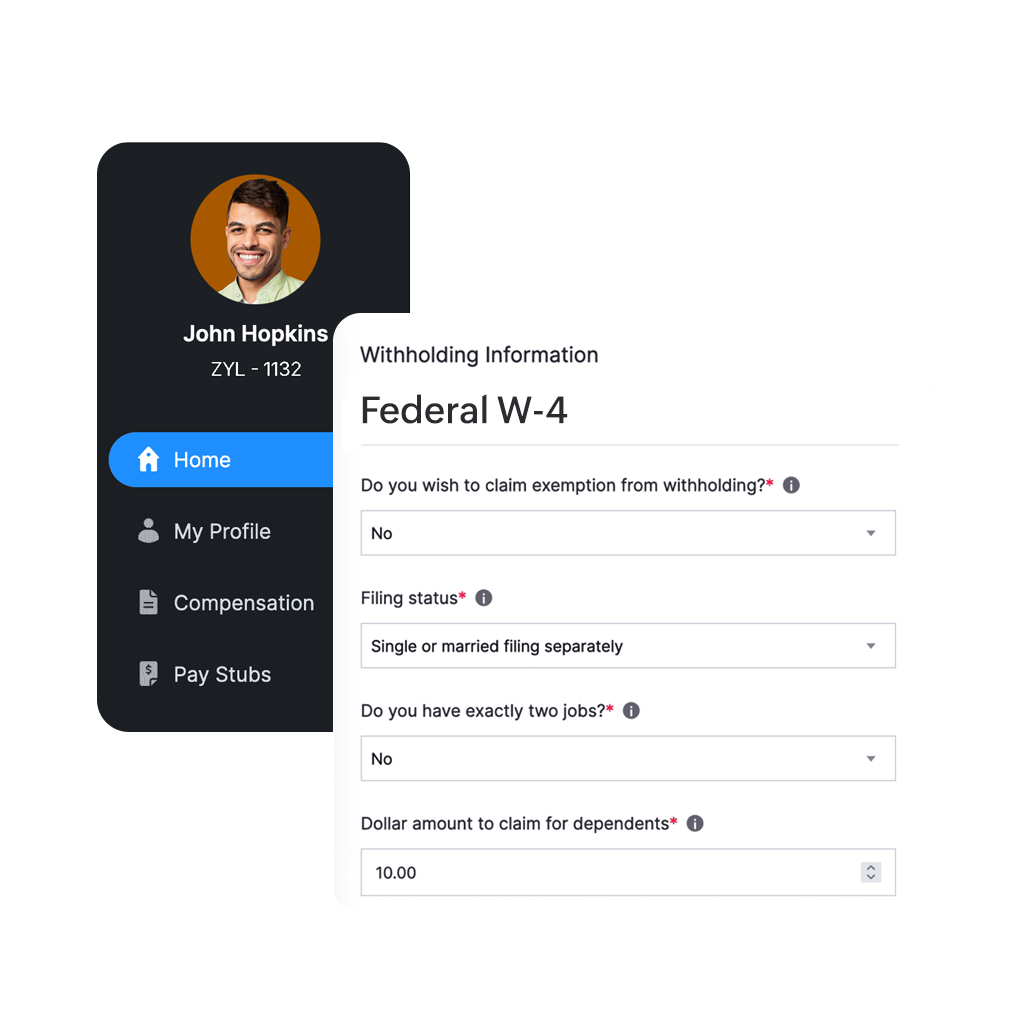 John Hopkins
ZYL - 1132
Home
My Profile
Compensation
Pay Stubs
Withholding Information
Federal W-4
Do you wish to claim exemption from withholding?*
No
Filing status*
Single or married filing separately
Do you have exactly two jobs?*
No
Dollar amount to claim for dependents*
10.00